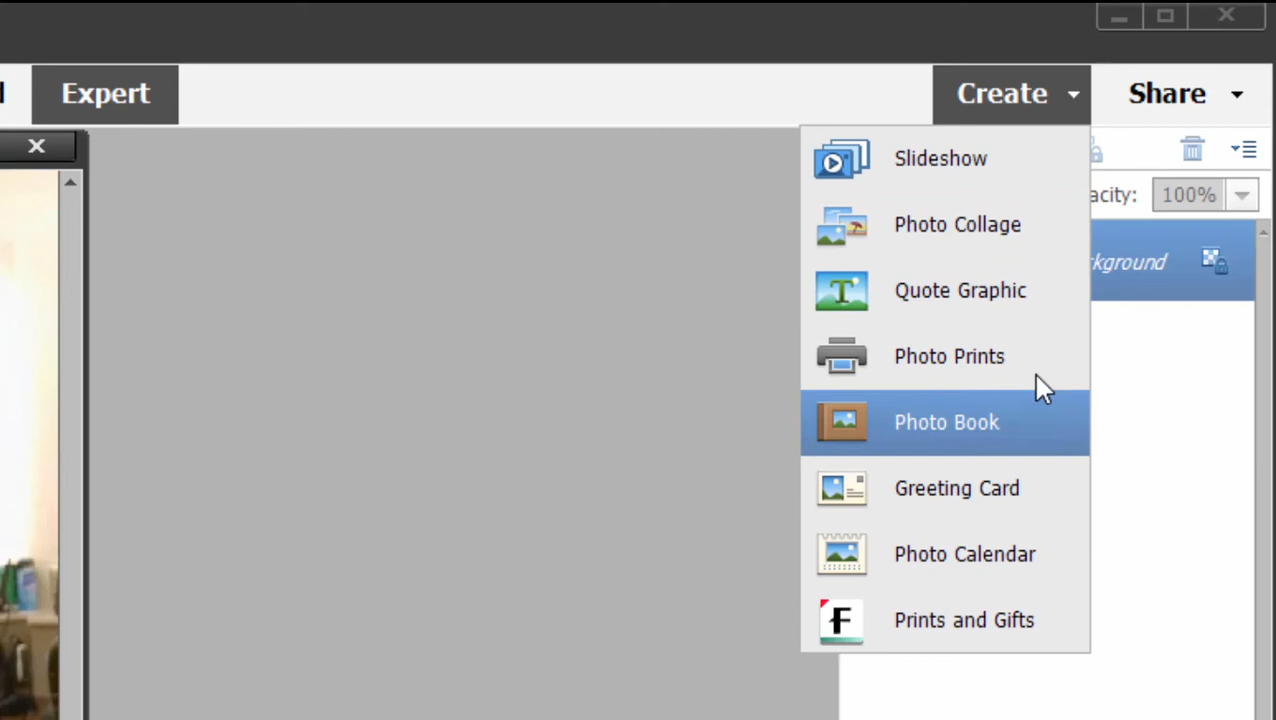 Expert
Create
Share
Slideshow
acity: 100%
Photo Collage
kground
Quote Graphic
Photo Prints
Photo Book
Greeting Card
Photo Calendar
F Prints and Gifts